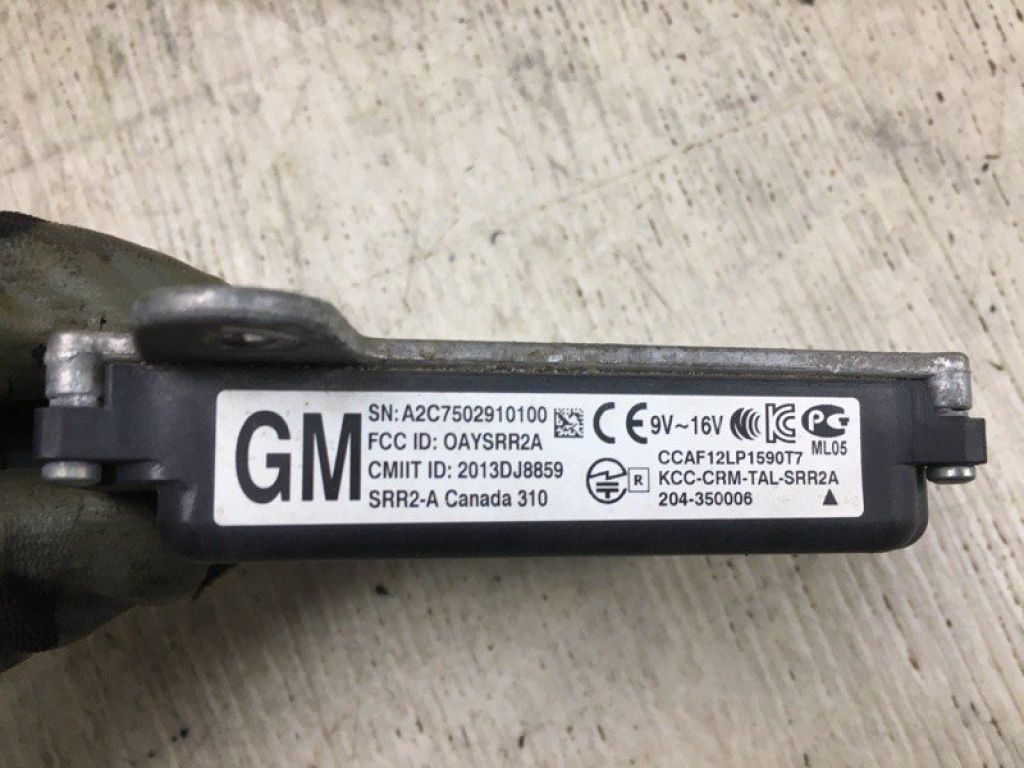 GM
SN: A2C7502910100
FCC ID: OAYSRR2A
CMIIT ID: 2013DJ8859
SRR2-A Canada 310
CE 9V~16V
ML05
CCAF12LP1590T7
R KCC-CRM-TAL-SRR2A
204-350006